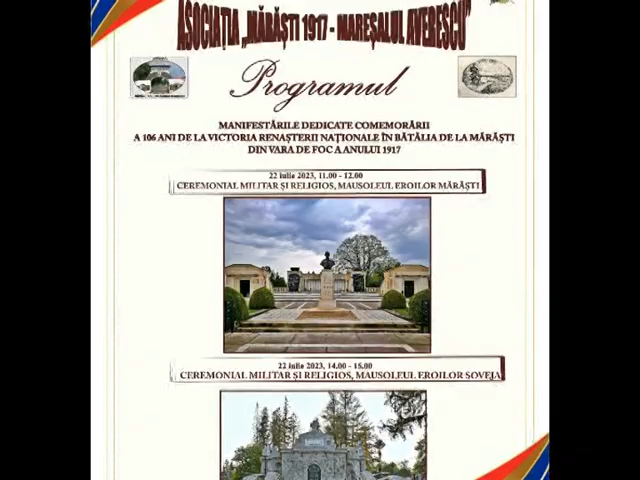 ASOCIAȚIA „MĂRĂȘTI 1917 - MAREȘALUL AVERESCU”
Programul
MANIFESTĂRILE DEDICATE COMEMORĂRII
A 106 ANI DE LA VICTORIA RENAȘTERII NAȚIONALE ÎN BĂTĂLIA DE LA MĂRĂȘTI
DIN VARA DE FOC A ANULUI 1917
22 iulie 2023, 11.00 - 12.00
CEREMONIAL MILITAR ȘI RELIGIOS, MAUSOLEUL EROILOR MĂRĂȘTI
22 iulie 2023, 14.00 - 15.00
CEREMONIAL MILITAR ȘI RELIGIOS, MAUSOLEUL EROILOR SOVEJA